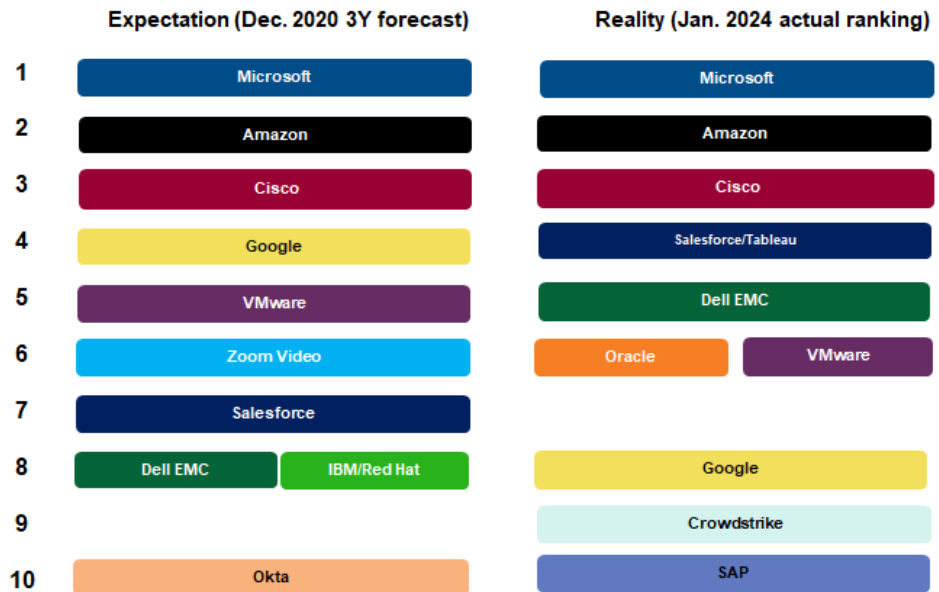 Expectation (Dec. 2020 3Y forecast) Reality (Jan. 2024 actual ranking)
1 Microsoft Microsoft
2 Amazon Amazon
3 Cisco Cisco
4 Google Salesforce/Tableau
5 VMware Dell EMC
6 Zoom Video Oracle VMware
7 Salesforce
8 Dell EMC IBM/Red Hat Google
9 Crowdstrike
10 Okta SAP